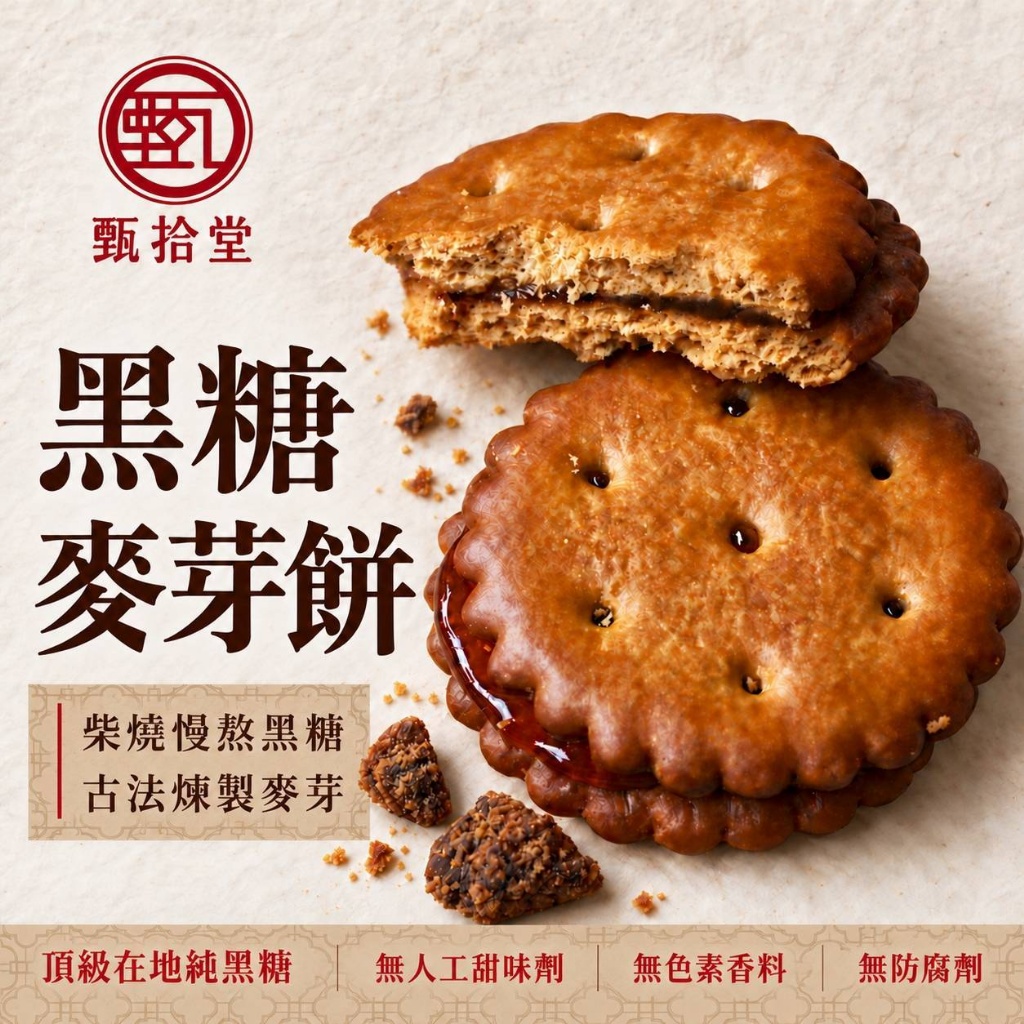 甄
甄拾堂
黑糖
麥芽餅
柴燒慢熬黑糖
古法煉製麥芽
頂級在地純黑糖
無人工甜味劑
無色素香料
無防腐劑